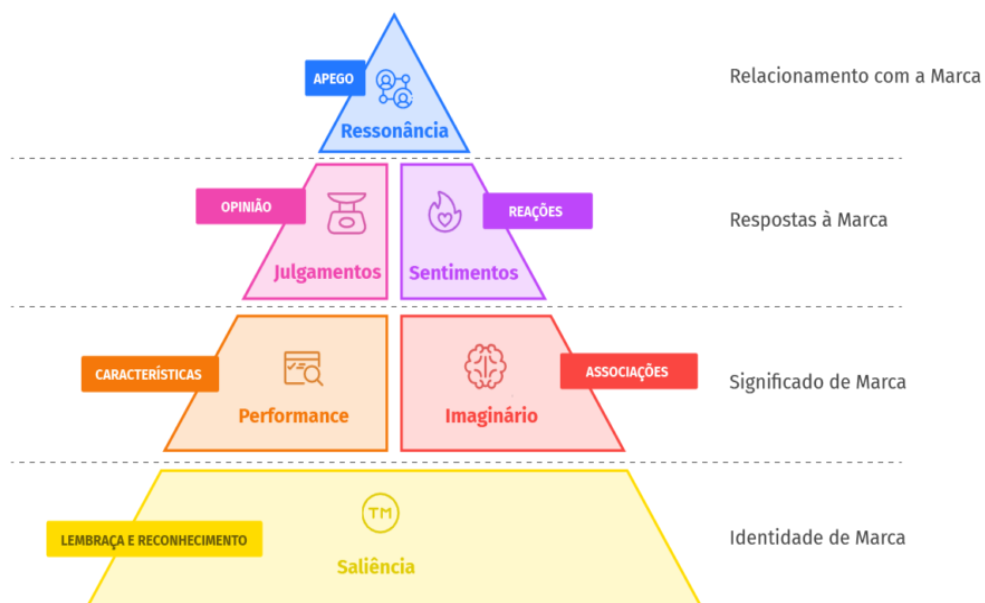 APEGO
Ressonância
Relacionamento com a Marca
OPINIÃO
REAÇÕES
Julgamentos
Sentimentos
Respostas à Marca
CARACTERÍSTICAS
ASSOCIAÇÕES
Performance
Imaginário
Significado de Marca
TM
LEMBRAÇA E RECONHECIMENTO
Saliência
Identidade de Marca